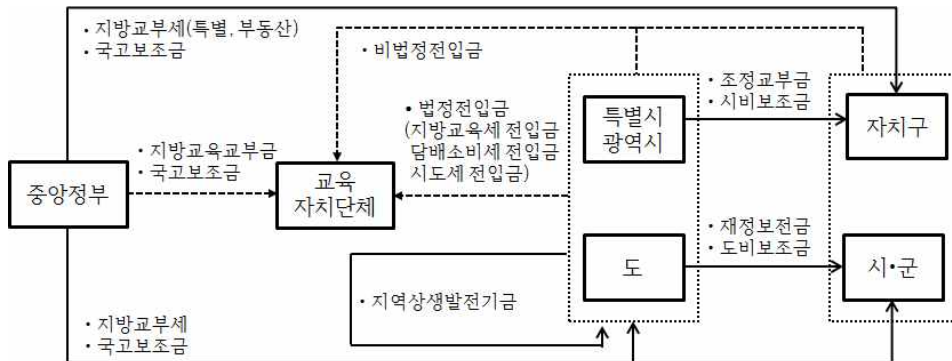 · 지방교부세(특별, 부동산)
· 국고보조금
· 비법정전입금
• 법정전입금
(지방교육세 전입금
담배소비세 전입금
시도세 전입금)
특별시
광역시
· 조정교부금
· 시비보조금
자치구
· 지방교육교부금
· 국고보조금
중앙정부
교육
자치단체
도
· 재정보전금
· 도비보조금
시•군
· 지역상생발전기금
· 지방교부세
· 국고보조금